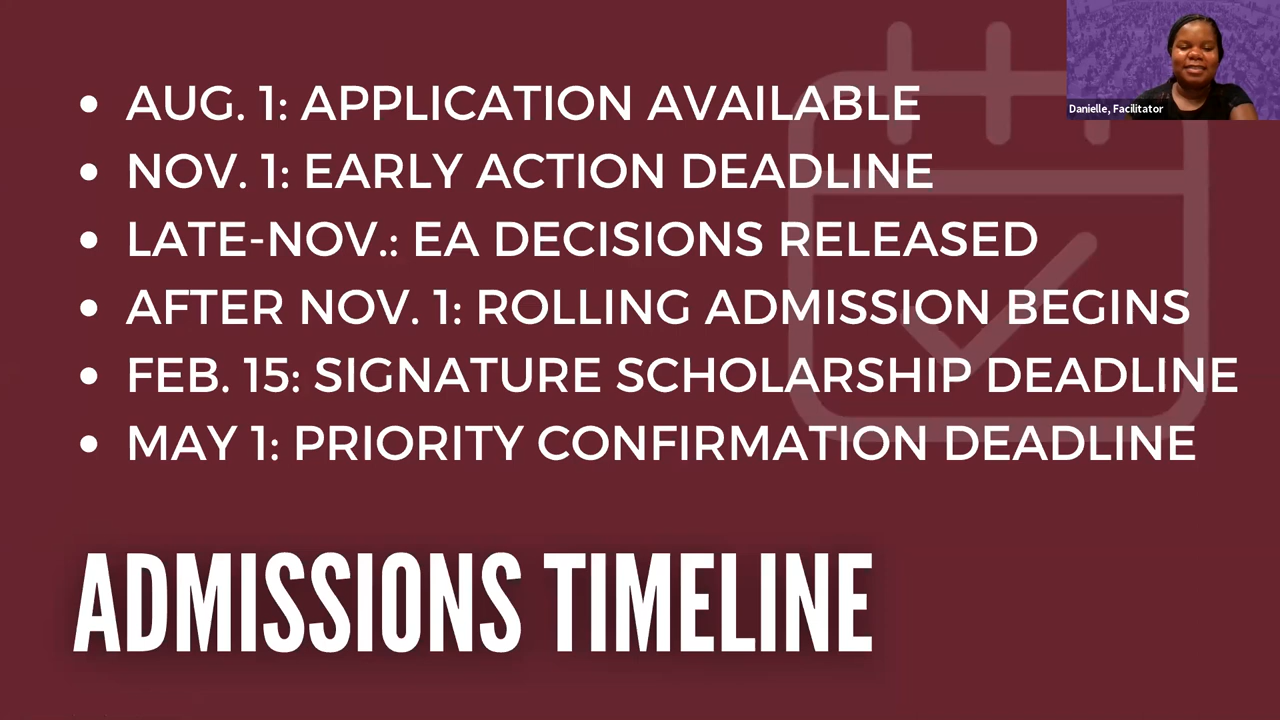 AUG. 1: APPLICATION AVAILABLE
NOV. 1: EARLY ACTION DEADLINE
LATE-NOV.: EA DECISIONS RELEASED
AFTER NOV. 1: ROLLING ADMISSION BEGINS
FEB. 15: SIGNATURE SCHOLARSHIP DEADLINE
MAY 1: PRIORITY CONFIRMATION DEADLINE
ADMISSIONS TIMELINE
Danielle, Facilitator